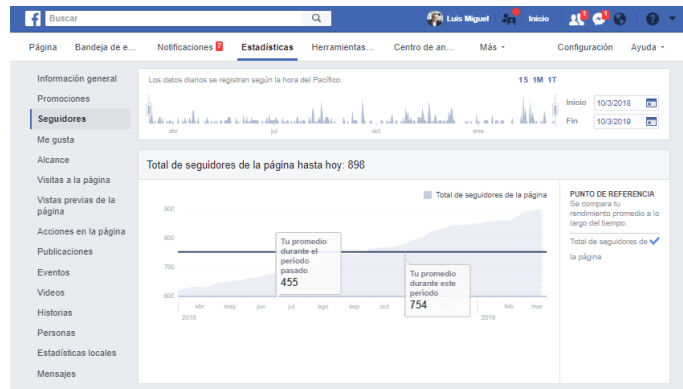 f
Buscar
Luis Miguel
Inicio
Página
Bandeja de e...
Notificaciones 7
Estadísticas
Herramientas...
Centro de an...
Más
Configuración
Ayuda
Información general
Promociones
Seguidores
Me gusta
Alcance
Visitas a la página
Vistas previas de la
página
Acciones en la página
Publicaciones
Eventos
Videos
Historias
Personas
Estadísticas locales
Mensajes
Los datos diarios se registran según la hora del Pacífico.
1S 1M 1T
abr
jul
oct
ene
Inicio 10/3/2018
Fin 10/3/2019
Total de seguidores de la página hasta hoy: 898
Total de seguidores de la página
900
800
700
600
Tu promedio
durante el
período
pasado
455
Tu promedio
durante este
período
754
abr may jun jul ago sep oct feb mar
2018 2019
PUNTO DE REFERENCIA
Se compara tu
rendimiento promedio a lo
largo del tiempo.
Total de seguidores de
la página